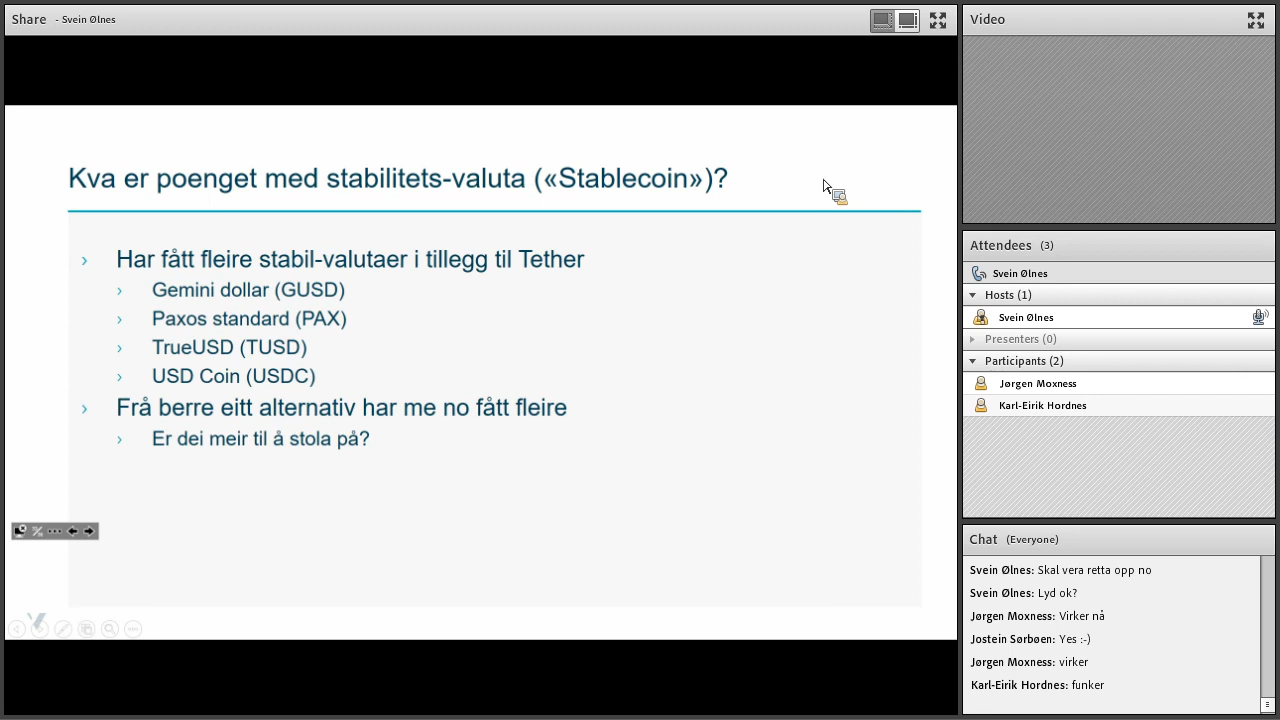 Share - Svein Ølnes
Kva er poenget med stabilitets-valuta («Stablecoin»)?
› Har fått fleire stabil-valutaer i tillegg til Tether
› Gemini dollar (GUSD)
› Paxos standard (PAX)
› TrueUSD (TUSD)
› USD Coin (USDC)
› Frå berre eitt alternativ har me no fått fleire
› Er dei meir til å stola på?
Video
Attendees (3)
Svein Ølnes
Hosts (1)
Svein Ølnes
Presenters (0)
Participants (2)
Jørgen Moxness
Karl-Eirik Hordnes
Chat (Everyone)
Svein Ølnes: Skal vera retta opp no
Svein Ølnes: Lyd ok?
Jørgen Moxness: Virker nå
Jostein Sørbøen: Yes :-)
Jørgen Moxness: virker
Karl-Eirik Hordnes: funker